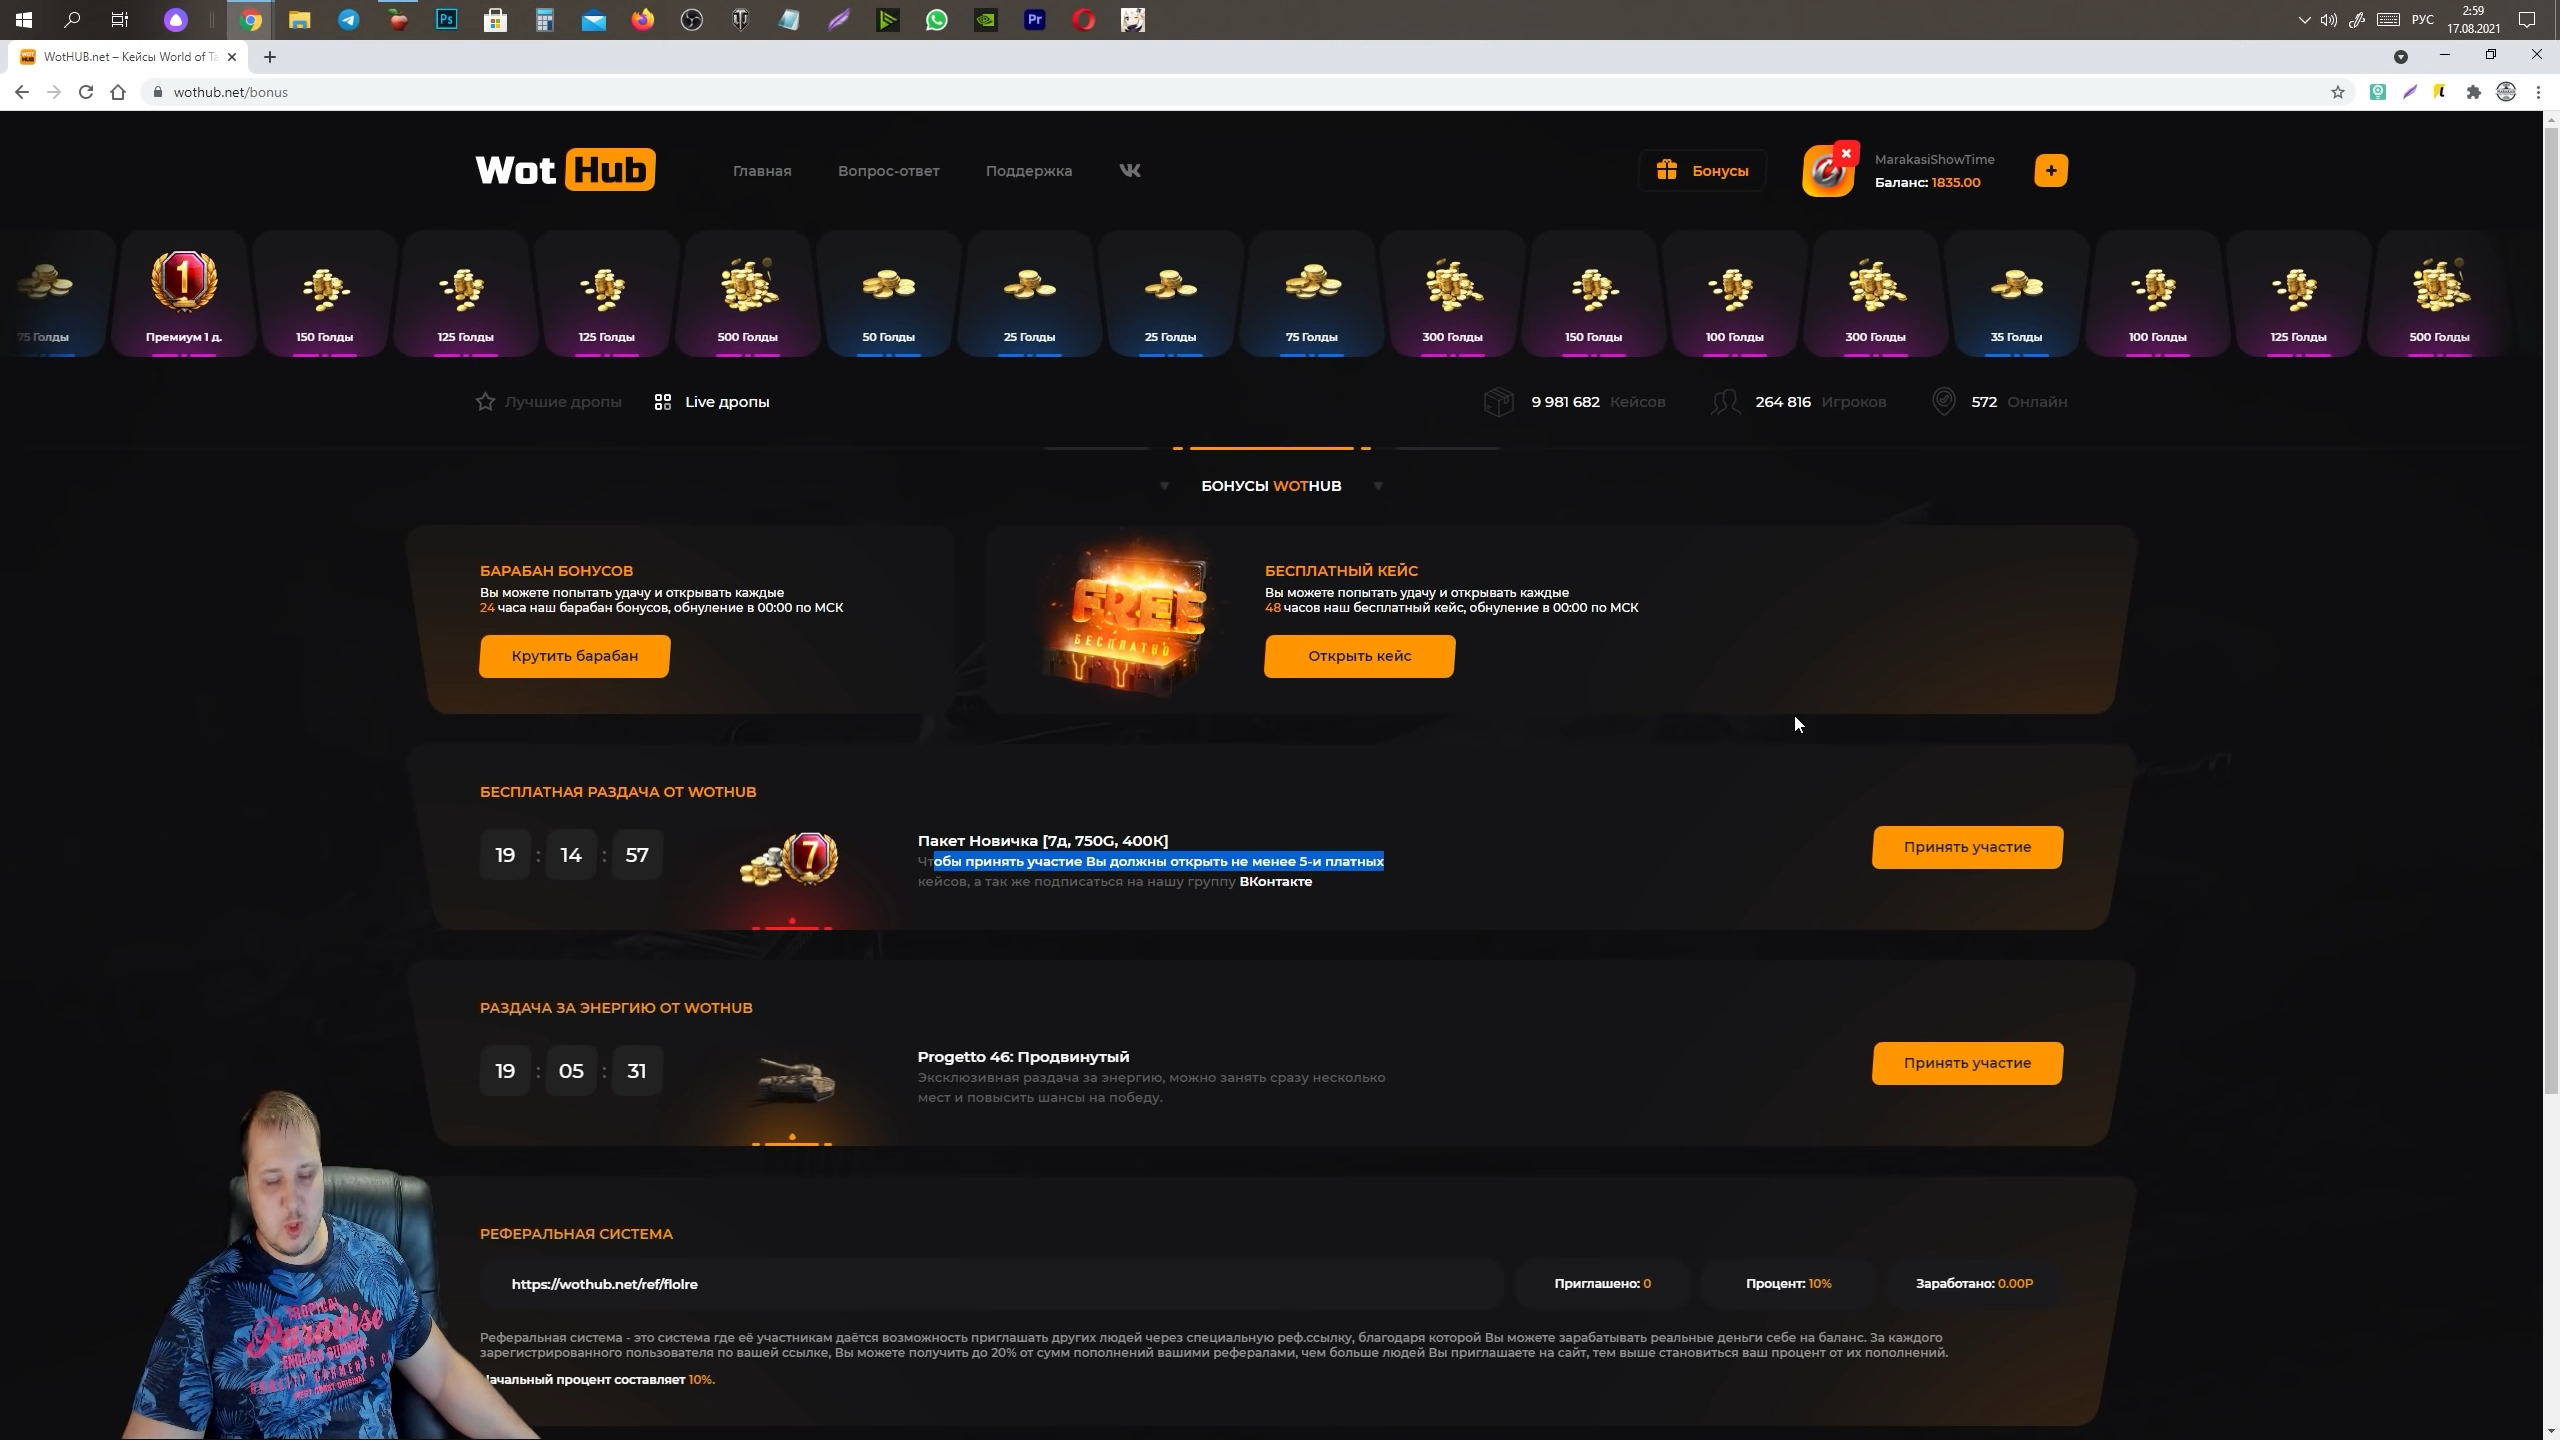 2:59
РУС
17.08.2021
WotHUB.net – Кейсы World of Ta
wothub.net/bonus
Wot Hub
Главная
Вопрос-ответ
Поддержка
Бонусы
MarakasiShowTime
Баланс: 1835.00
75 Голды
Премиум 1 д.
150 Голды
125 Голды
125 Голды
500 Голды
50 Голды
25 Голды
25 Голды
75 Голды
300 Голды
150 Голды
100 Голды
300 Голды
35 Голды
100 Голды
125 Голды
500 Голды
Лучшие дропы
Live дропы
9 981 682 Кейсов
264 816 Игроков
572 Онлайн
БОНУСЫ WOTHUB
БАРАБАН БОНУСОВ
Вы можете попытать удачу и открывать каждые
24 часа наш барабан бонусов, обнуление в 00:00 по МСК
Крутить барабан
FREE
БЕСПЛАТНО
БЕСПЛАТНЫЙ КЕЙС
Вы можете попытать удачу и открывать каждые
48 часов наш бесплатный кейс, обнуление в 00:00 по МСК
Открыть кейс
БЕСПЛАТНАЯ РАЗДАЧА ОТ WOTHUB
19 : 14 : 57
7
Пакет Новичка [7д, 750G, 400К]
Чтобы принять участие Вы должны открыть не менее 5-и платных
кейсов, а так же подписаться на нашу группу ВКонтакте
Принять участие
РАЗДАЧА ЗА ЭНЕРГИЮ ОТ WOTHUB
19 : 05 : 31
Progetto 46: Продвинутый
Эксклюзивная раздача за энергию, можно занять сразу несколько
мест и повысить шансы на победу.
Принять участие
РЕФЕРАЛЬНАЯ СИСТЕМА
https://wothub.net/ref/flolre
Приглашено: 0
Процент: 10%
Заработано: 0.00Р
Реферальная система - это система где её участникам даётся возможность приглашать других людей через специальную реф.ссылку, благодаря которой Вы можете зарабатывать реальные деньги себе на баланс. За каждого
зарегистрированного пользователя по вашей ссылке, Вы можете получить до 20% от сумм пополнений вашими рефералами, чем больше людей Вы приглашаете на сайт, тем выше становиться ваш процент от их пополнений.
Начальный процент составляет 10%.
TROPICAL
Paradise
ENDLESS SUMMER